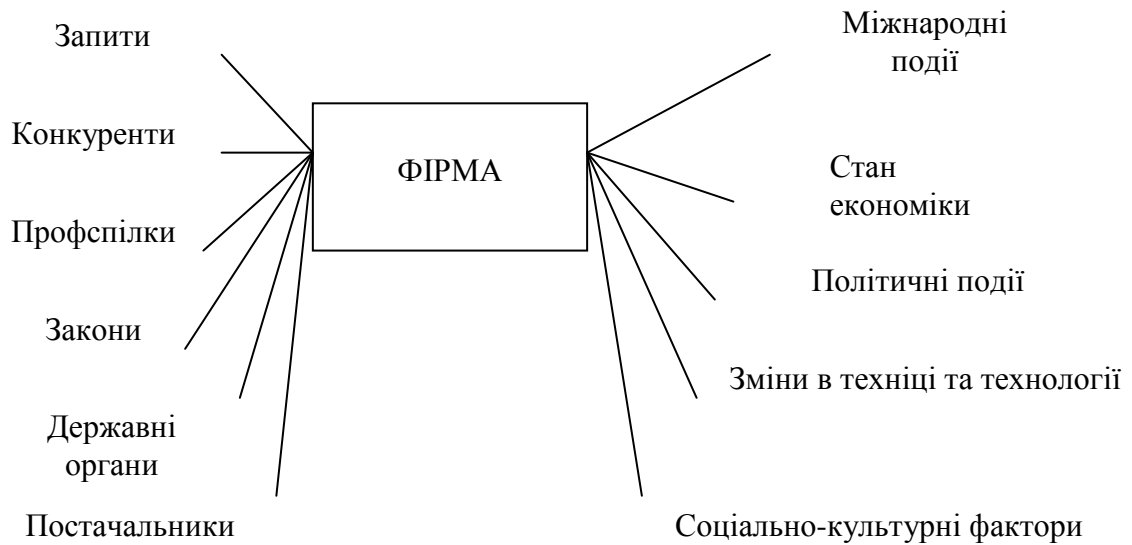 Запити
Конкуренти
Профспілки
Закони
Державні
органи
Постачальники
ФІРМА
Міжнародні
події
Стан
економіки
Політичні події
Зміни в техніці та технології
Соціально-культурні фактори